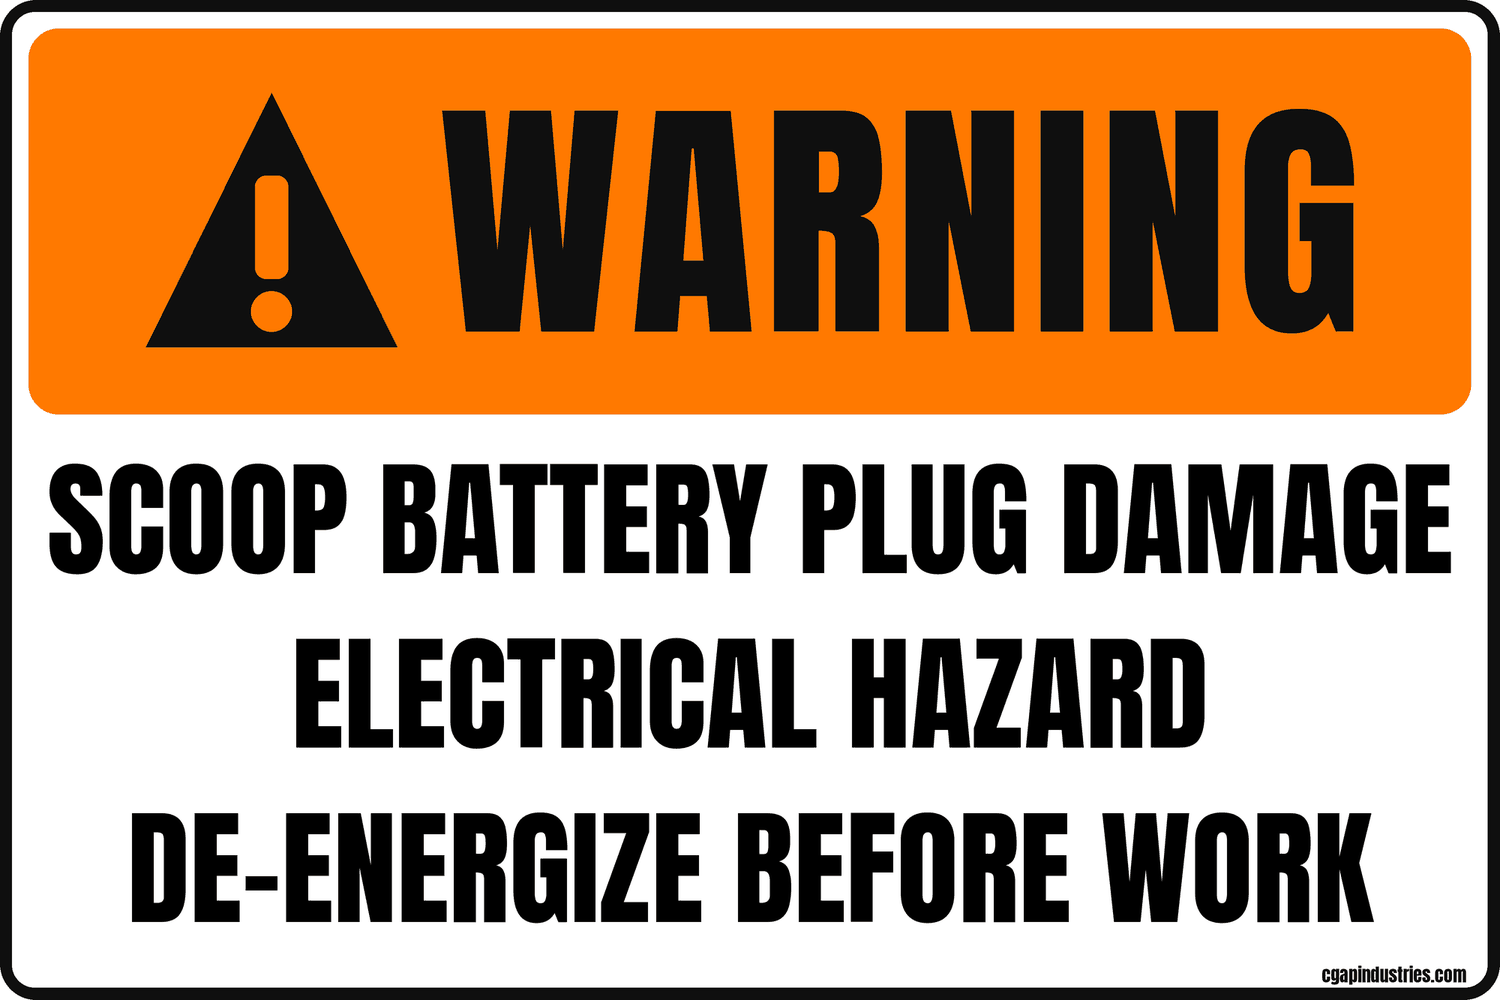 WARNING
SCOOP BATTERY PLUG DAMAGE
ELECTRICAL HAZARD
DE-ENERGIZE BEFORE WORK
cgapindustries.com